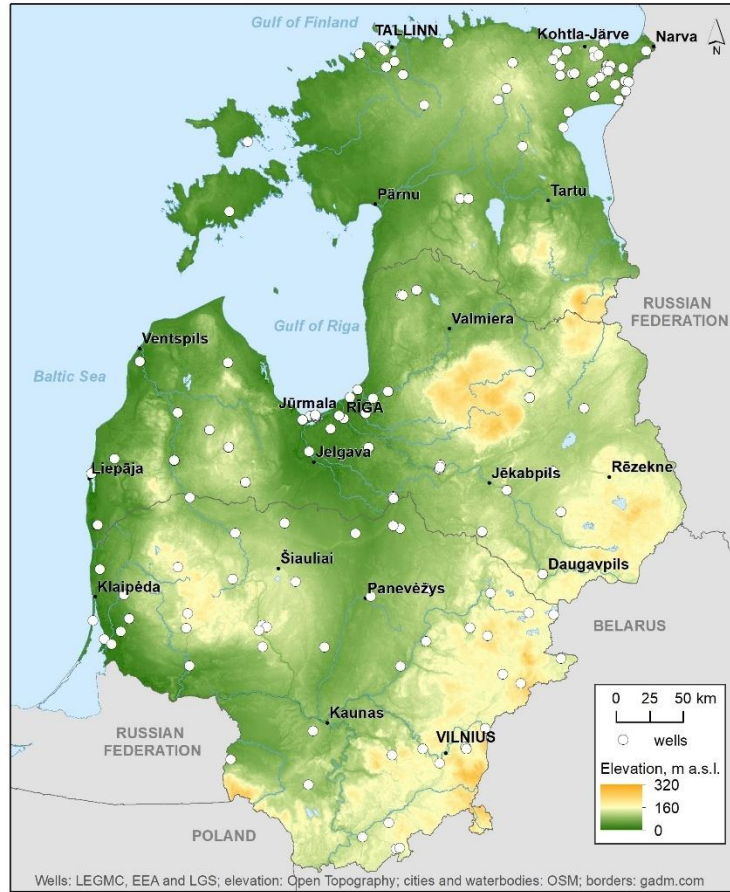 Gulf of Finland
TALLINN
Kohtla-Järve
Narva
N
Pärnu
Tartu
RUSSIAN
FEDERATION
Gulf of Riga
Valmiera
Ventspils
Baltic Sea
Jūrmala
RĪGA
Jelgava
Liepāja
Jēkabpils
Rēzekne
Šiauliai
Daugavpils
Klaipėda
Panevėžys
BELARUS
RUSSIAN
FEDERATION
Kaunas
VILNIUS
POLAND
0 25 50 km
wells
Elevation, m a.s.l.
320
160
0
Wells: LEGMC, EEA and LGS; elevation: Open Topography; cities and waterbodies: OSM; borders: gadm.com